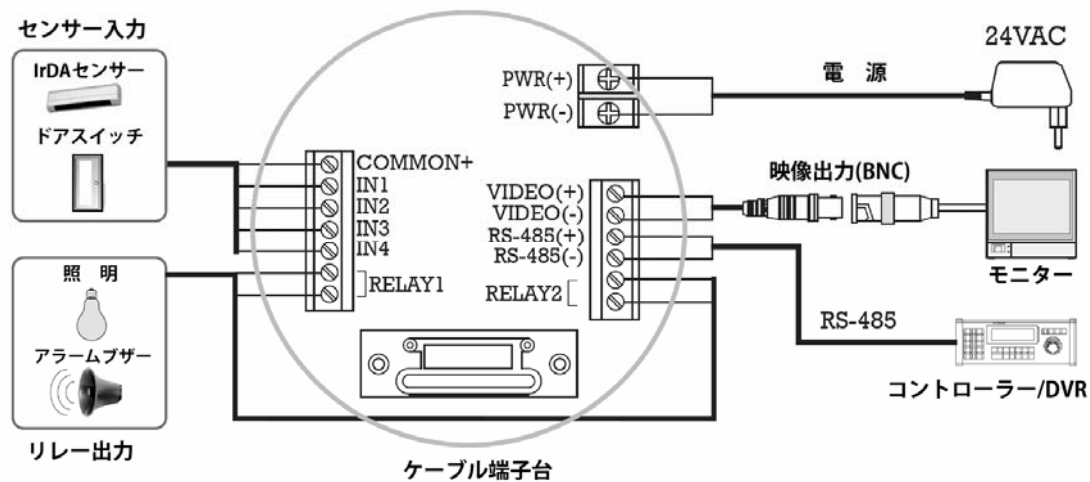 センサー入力
IrDAセンサー
ドアスイッチ
照 明
アラームブザー
リレー出力
COMMON+
IN1
IN2
IN3
IN4
RELAY1
PWR(+)
PWR(-)
VIDEO(+)
VIDEO(-)
RS-485(+)
RS-485(-)
RELAY2
ケーブル端子台
24VAC
電 源
映像出力(BNC)
モニター
RS-485
コントローラー/DVR